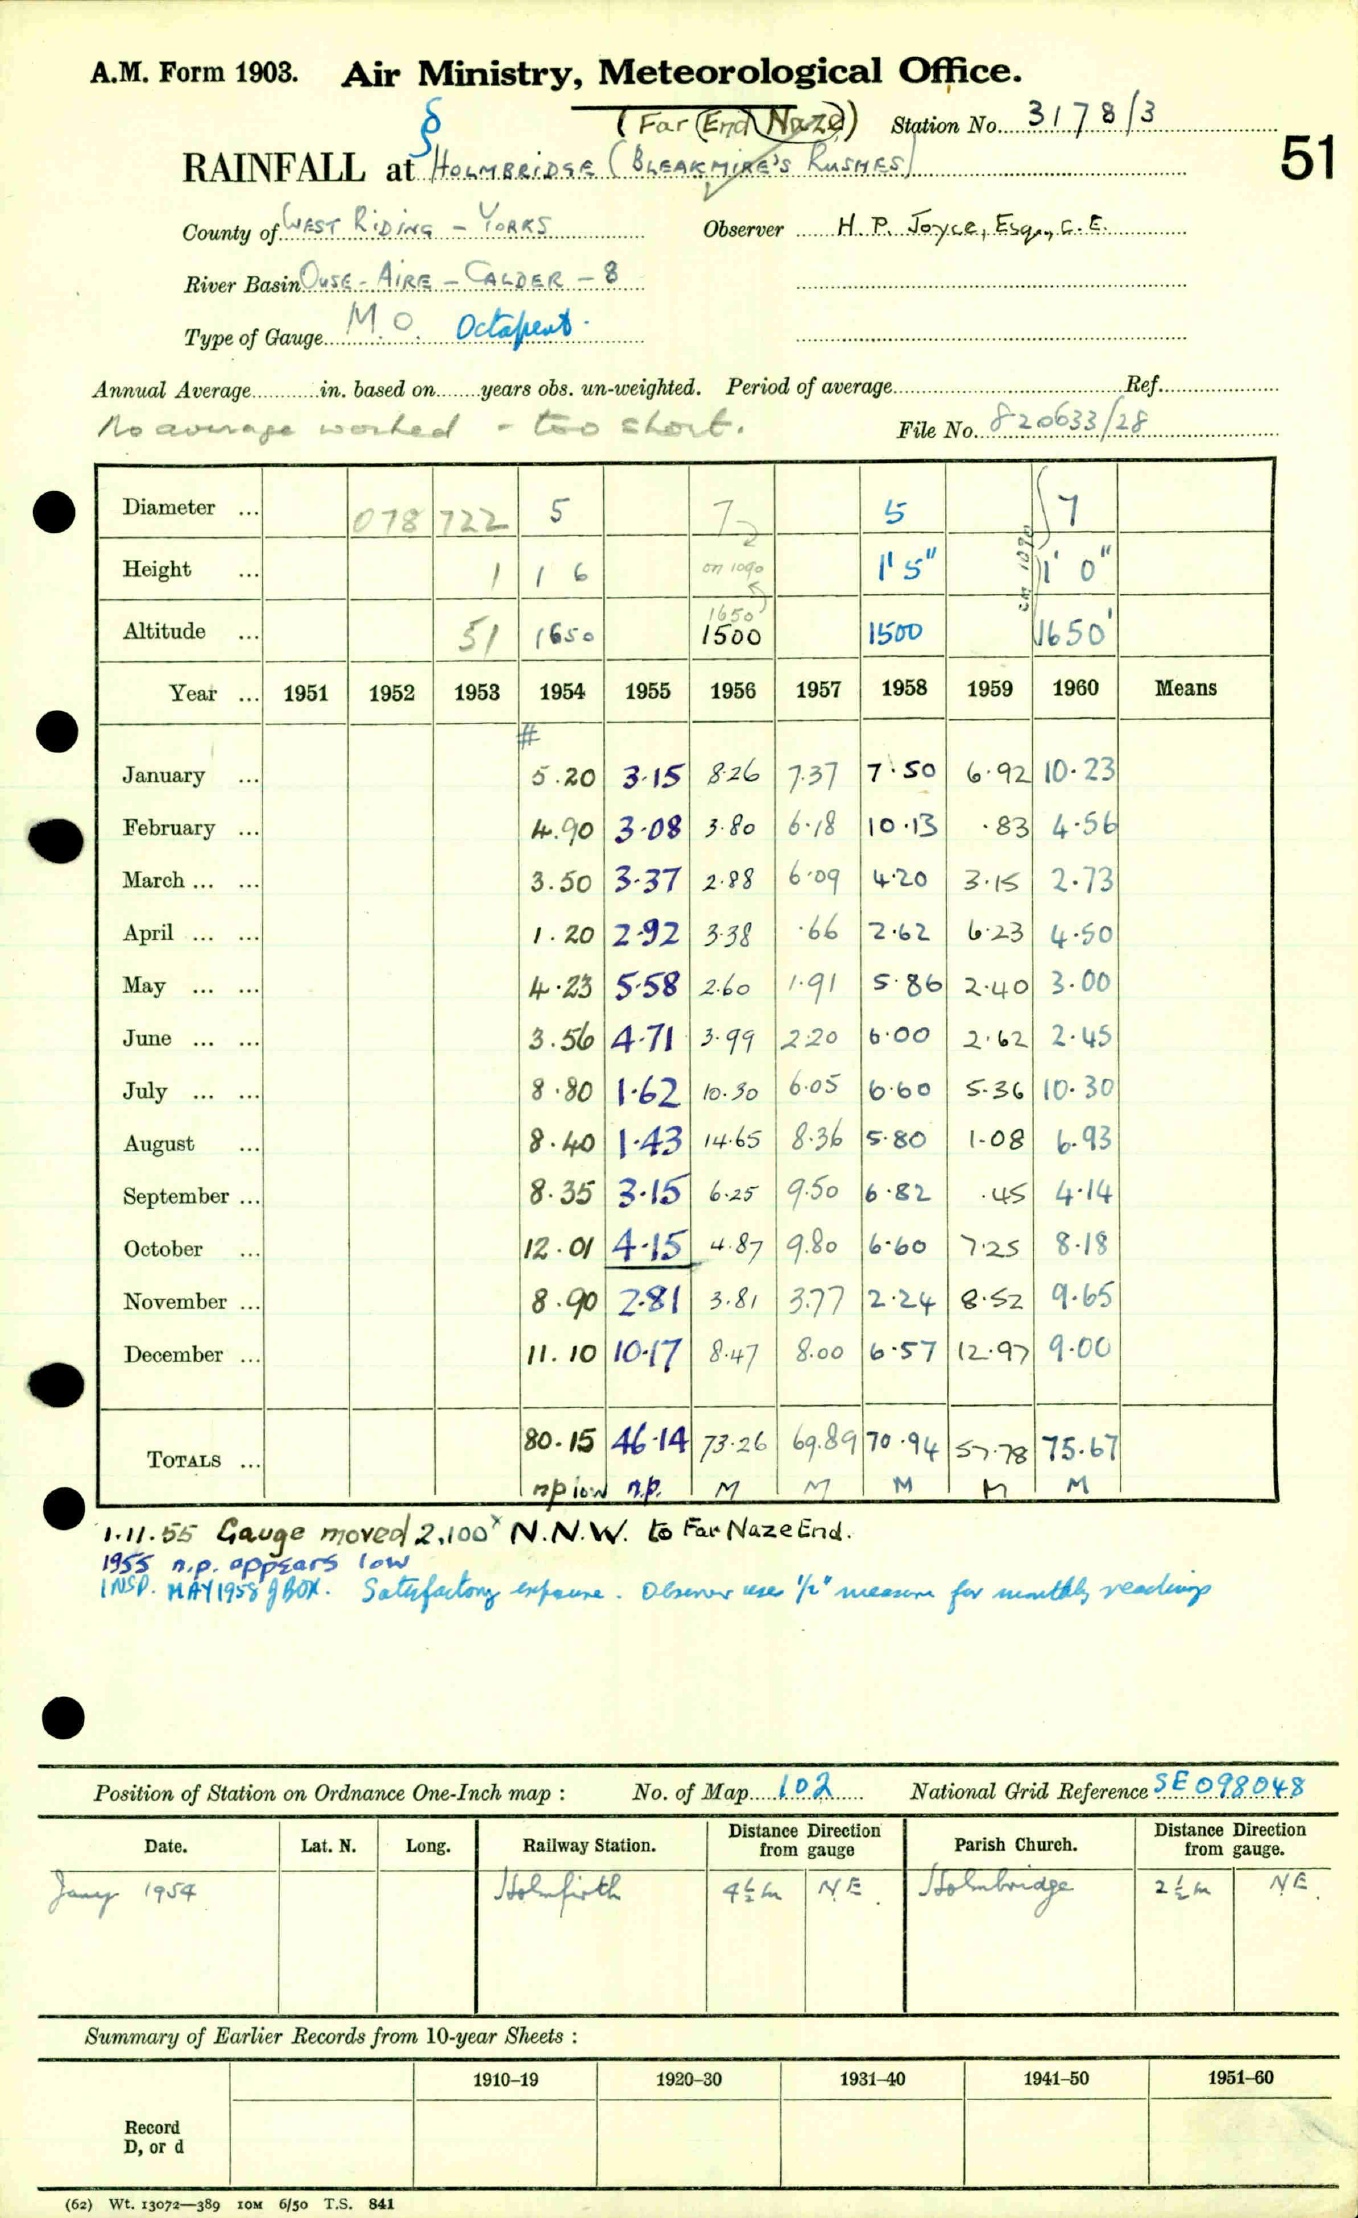 A.M. Form 1903. Air Ministry, Meteorological Office.
(Far End Naze) Station No. 3178/3
§
51
RAINFALL at HOLMBRIDGE (BLEAKMIRE'S RUSHES)
County of WEST RIDING – YORKS Observer H. P. Joyce, Esq., C.E.
River Basin OUSE – AIRE – CALDER – 8
Type of Gauge M.O. Octapent.
Annual Average in. based on years obs. un-weighted. Period of average Ref.
No average worked – too short. File No. 820633/28
Diameter ... 078 722 5 7 5 7
Height ... 1 1 6 on 1090 1' 5" on 1090 1' 0"
1650
Altitude ... 51 1650 1500 1500 1650'
Year ... 1951 1952 1953 1954 1955 1956 1957 1958 1959 1960 Means
#
January ... 5.20 3.15 8.26 7.37 7.50 6.92 10.23
February ... 4.90 3.08 3.80 6.18 10.13 .83 4.56
March ... ... 3.50 3.37 2.88 6.09 4.20 3.15 2.73
April ... ... 1.20 2.92 3.38 .66 2.62 6.23 4.50
May ... ... 4.23 5.58 2.60 1.91 5.86 2.40 3.00
June ... ... 3.56 4.71 3.99 2.20 6.00 2.62 2.45
July ... ... 8.80 1.62 10.30 6.05 6.60 5.36 10.30
August ... 8.40 1.43 14.65 8.36 5.80 1.08 6.93
September ... 8.35 3.15 6.25 9.50 6.82 .45 4.14
October ... 12.01 4.15 4.87 9.80 6.60 7.25 8.18
November ... 8.90 2.81 3.81 3.77 2.24 8.52 9.65
December ... 11.10 10.17 8.47 8.00 6.57 12.97 9.00
TOTALS ... 80.15 46.14 73.26 69.89 70.94 57.78 75.67
np low n.p. M M M M M
1.11.55 Gauge moved 2,100x N.N.W. to Far Naze End.
1955 n.p. appears low
INSP. MAY 1958 J BOX. Satisfactory exposure. Observer uses 1/2" measure for monthly readings
Position of Station on Ordnance One-Inch map : No. of Map 102 National Grid Reference SE 098048
Date. Lat. N. Long. Railway Station. Distance from Direction gauge Parish Church. Distance from Direction gauge.
Jany 1954 Holmfirth 4½ m NE. Holmbridge 2½ m NE.
Summary of Earlier Records from 10-year Sheets :
1910–19 1920–30 1931–40 1941–50 1951–60
Record
D, or d
(62) Wt. 13072—389 10M 6/50 T.S. 841